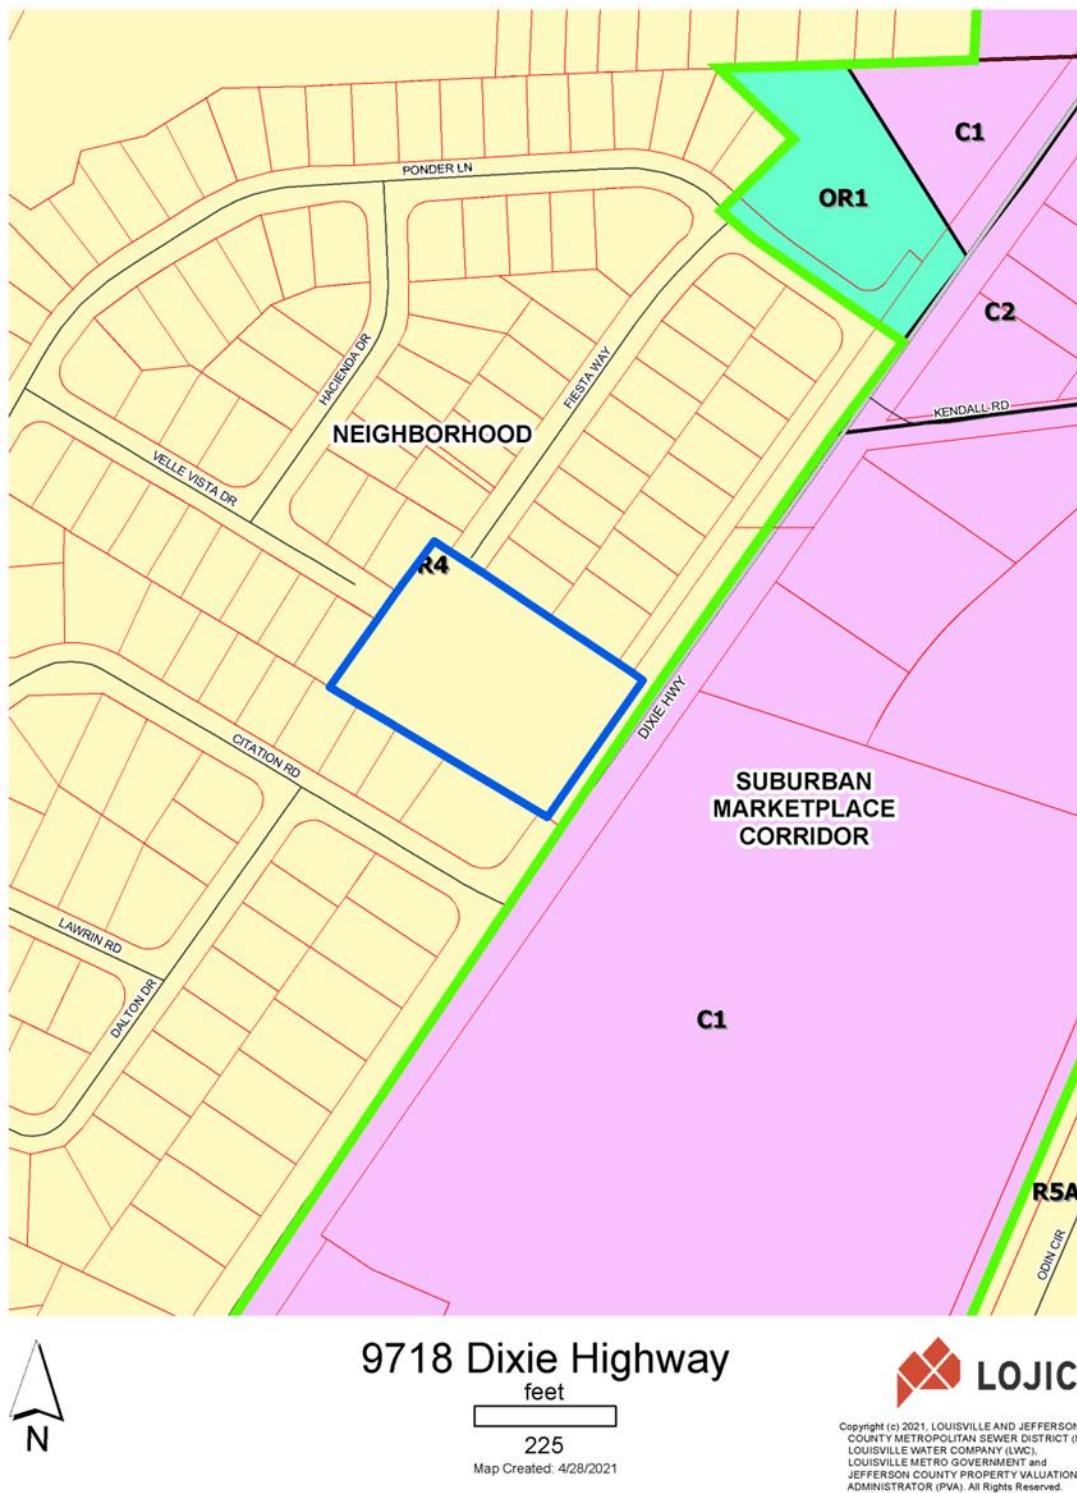 PONDER LN
C1
OR1
C2
HACIENDA DR
FIESTA WAY
KENDALL RD
NEIGHBORHOOD
VELLE VISTA DR
R4
DIXIE HWY
CITATION RD
SUBURBAN
MARKETPLACE
CORRIDOR
LAWRIN RD
DALTON DR
C1
R5A
ODIN CIR
N
9718 Dixie Highway
feet
225
Map Created: 4/28/2021
LOJIC
Copyright (c) 2021, LOUISVILLE AND JEFFERSON
COUNTY METROPOLITAN SEWER DISTRICT
LOUISVILLE WATER COMPANY (LWC),
LOUISVILLE METRO GOVERNMENT and
JEFFERSON COUNTY PROPERTY VALUATION
ADMINISTRATOR (PVA). All Rights Reserved.